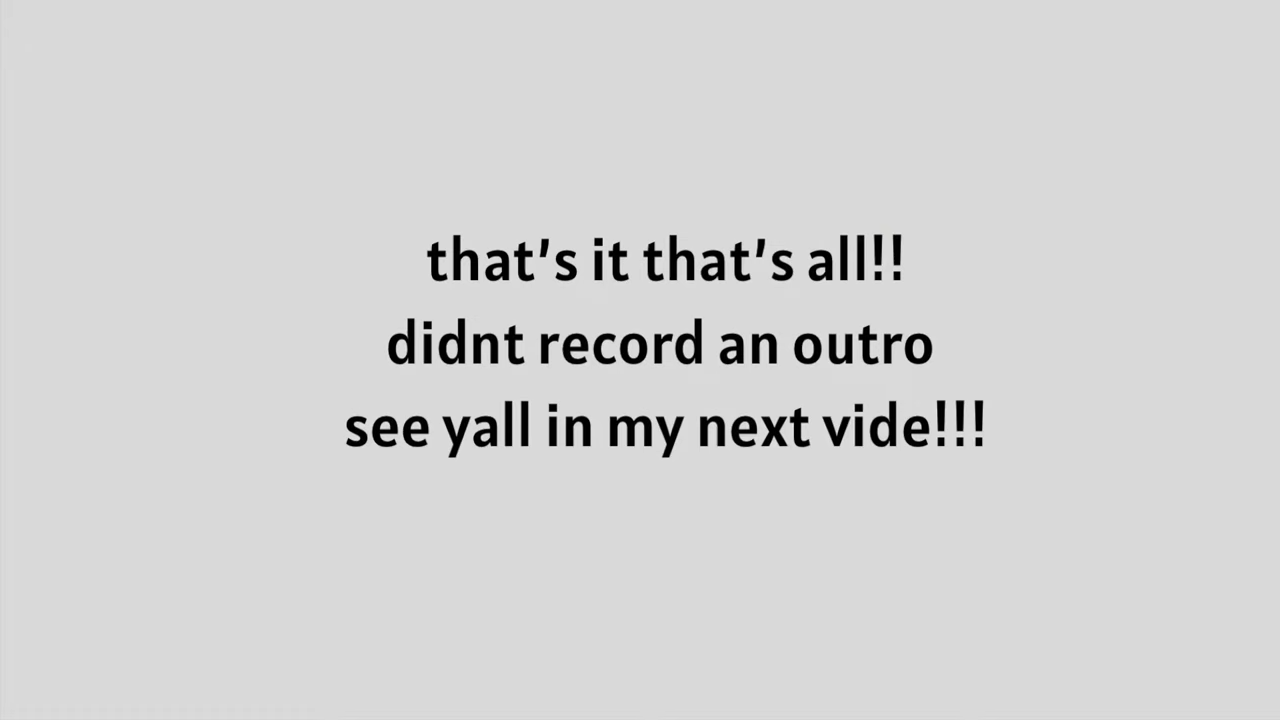 that's it that's all!!
didnt record an outro
see yall in my next vide!!!